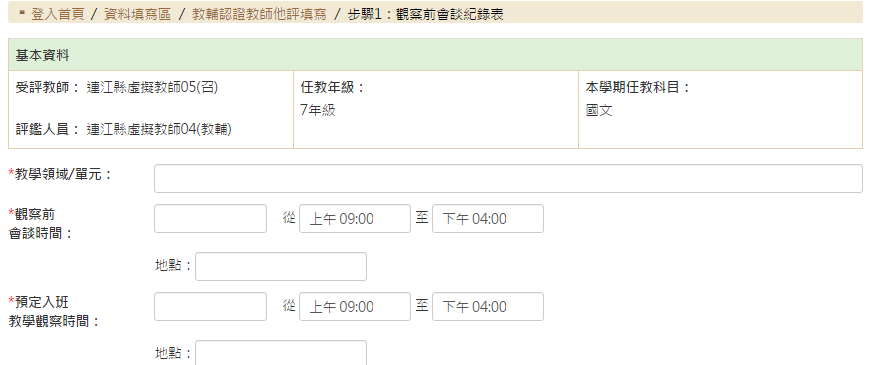 登入首頁 / 資料填寫區 / 教輔認證教師他評填寫 / 步驟1：觀察前會談紀錄表
基本資料
受評教師： 連江縣虛擬教師05(召)
評鑑人員： 連江縣虛擬教師04(教輔)
任教年級：
7年級
本學期任教科目：
國文
*教學領域/單元：
*觀察前
會談時間：
從 上午 09:00 至 下午 04:00
地點：
*預定入班
教學觀察時間：
從 上午 09:00 至 下午 04:00
地點：